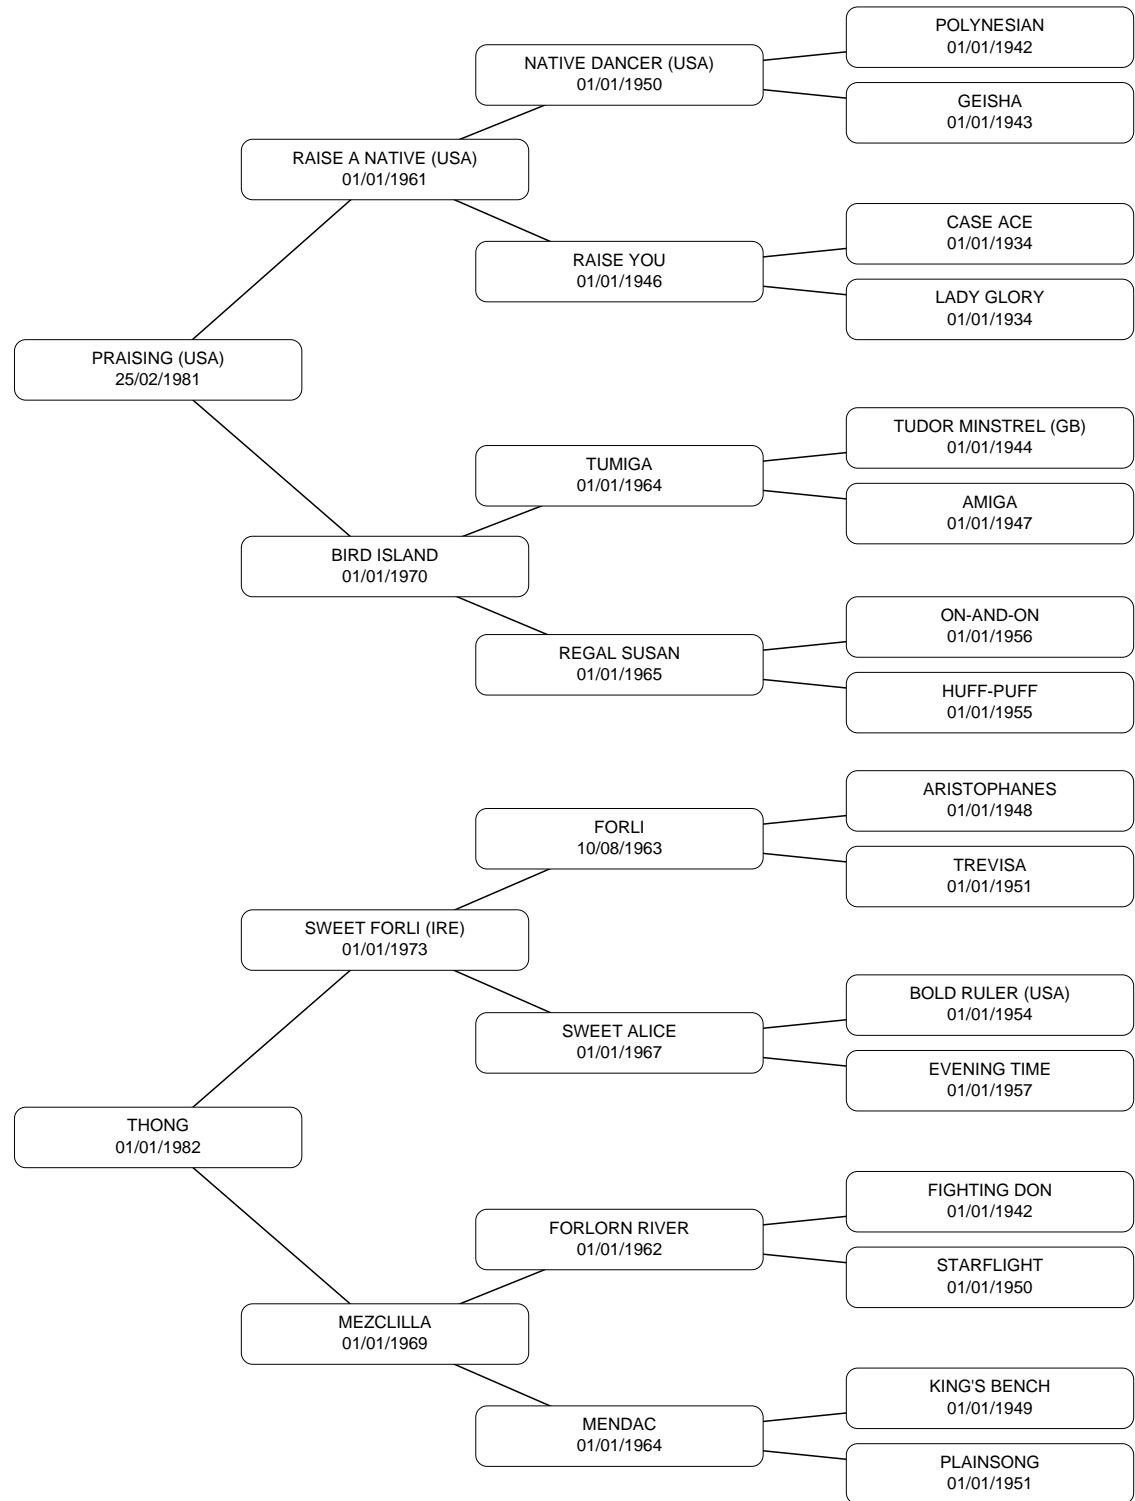 POLYNESIAN
01/01/1942
NATIVE DANCER (USA)
01/01/1950
GEISHA
01/01/1943
RAISE A NATIVE (USA)
01/01/1961
CASE ACE
01/01/1934
RAISE YOU
01/01/1946
LADY GLORY
01/01/1934
PRAISING (USA)
25/02/1981
TUDOR MINSTREL (GB)
01/01/1944
TUMIGA
01/01/1964
AMIGA
01/01/1947
BIRD ISLAND
01/01/1970
ON-AND-ON
01/01/1956
REGAL SUSAN
01/01/1965
HUFF-PUFF
01/01/1955
ARISTOPHANES
01/01/1948
FORLI
10/08/1963
TREVISA
01/01/1951
SWEET FORLI (IRE)
01/01/1973
BOLD RULER (USA)
01/01/1954
SWEET ALICE
01/01/1967
EVENING TIME
01/01/1957
THONG
01/01/1982
FIGHTING DON
01/01/1942
FORLORN RIVER
01/01/1962
STARFLIGHT
01/01/1950
MEZCLILLA
01/01/1969
KING'S BENCH
01/01/1949
MENDAC
01/01/1964
PLAINSONG
01/01/1951